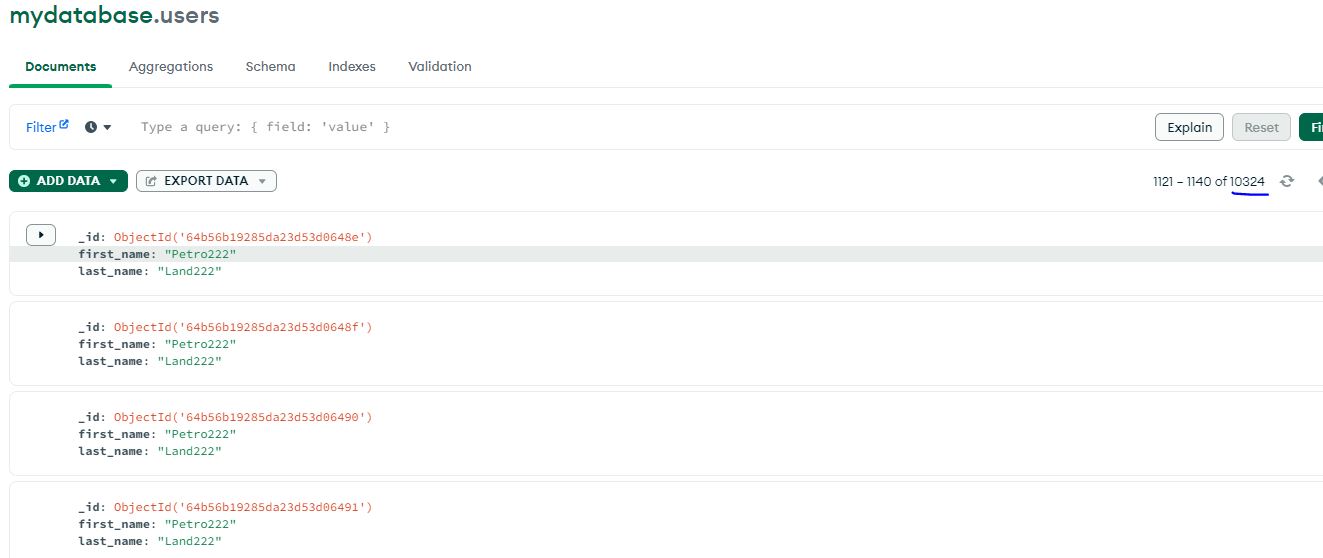 mydatabase.users
Documents Aggregations Schema Indexes Validation
Filter Type a query: { field: 'value' } Explain Reset Fi
ADD DATA EXPORT DATA 1121 – 1140 of 10324
_id: ObjectId('64b56b19285da23d53d0648e')
first_name: "Petro222"
last_name: "Land222"
_id: ObjectId('64b56b19285da23d53d0648f')
first_name: "Petro222"
last_name: "Land222"
_id: ObjectId('64b56b19285da23d53d06490')
first_name: "Petro222"
last_name: "Land222"
_id: ObjectId('64b56b19285da23d53d06491')
first_name: "Petro222"
last_name: "Land222"